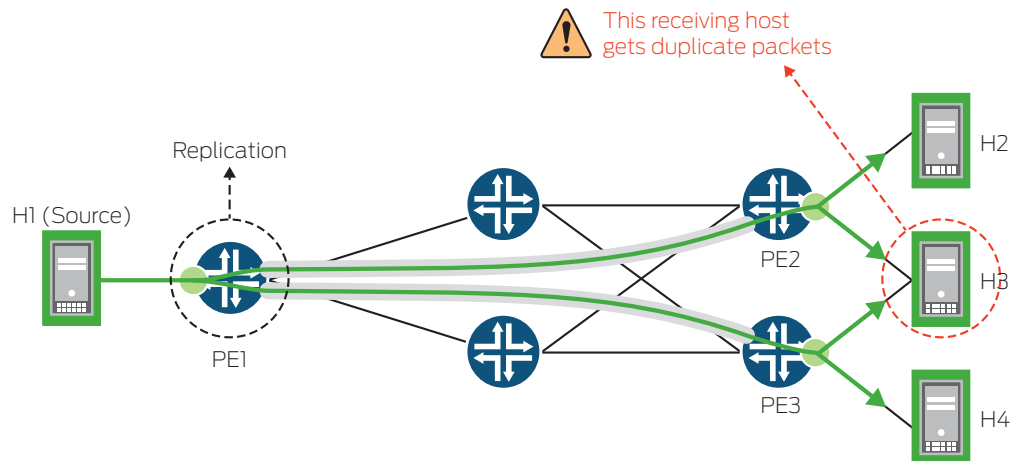 This receiving host
gets duplicate packets
Replication
H1 (Source)
PE1
PE2
PE3
H2
H3
H4